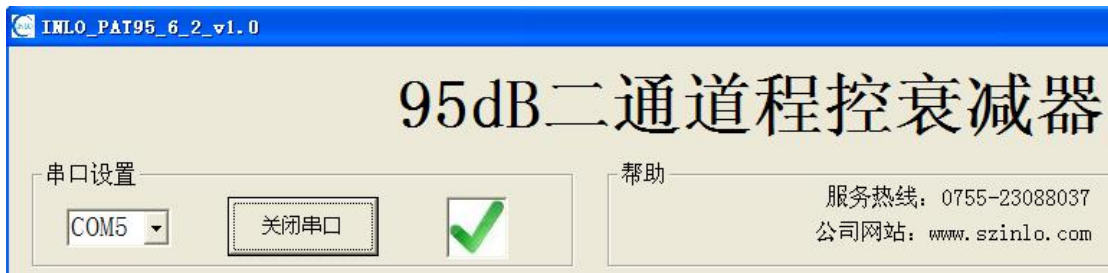 INLO_PAT95_6_2_v1.0
95dB二通道程控衰减器
串口设置
COM5
关闭串口
帮助
服务热线：0755-23088037
公司网站：www.szinlo.com